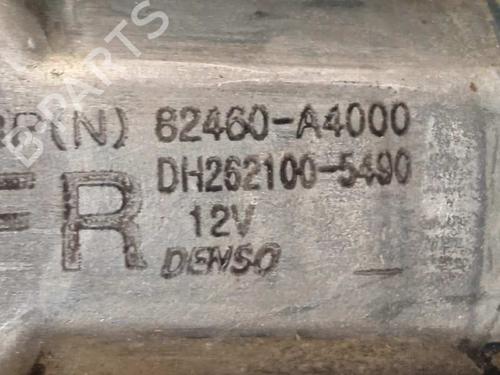 B PARTS
(N) 82460-A4000
DH262100-5490
R 12V
DENSO